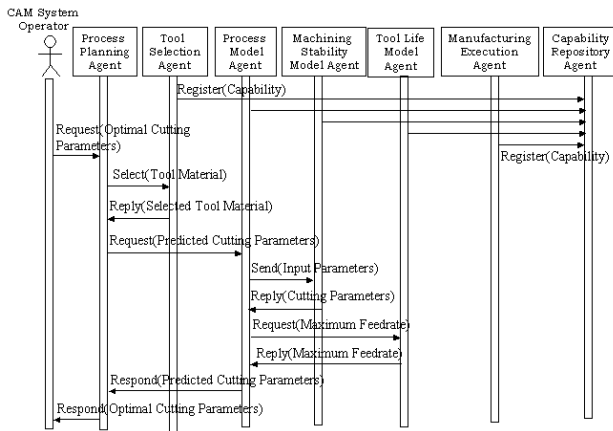 CAM System
Operator
Process
Planning
Agent
Tool
Selection
Agent
Process
Model
Agent
Machining
Stability
Model Agent
Tool Life
Model
Agent
Manufacturing
Execution
Agent
Capability
Repository
Agent
Register(Capability)
Request(Optimal Cutting
Parameters)
Register(Capability)
Select(Tool Material)
Reply(Selected Tool Material)
Request(Predicted Cutting Parameters)
Send(Input Parameters)
Reply(Cutting Parameters)
Request(Maximum Feedrate)
Reply(Maximum Feedrate)
Respond(Predicted Cutting Parameters)
Respond(Optimal Cutting Parameters)